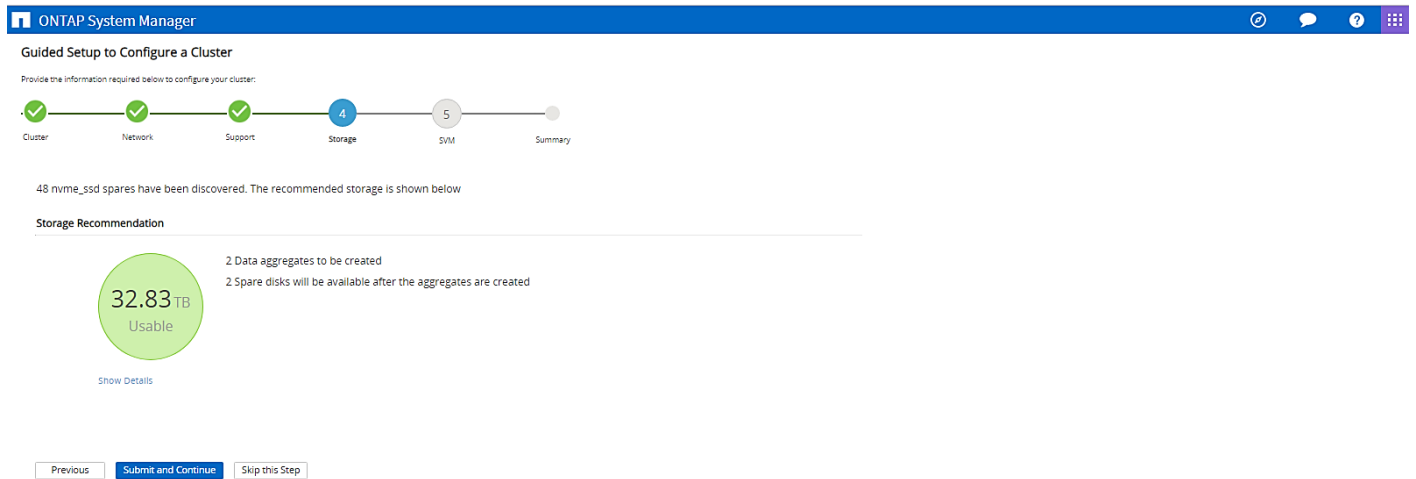 ONTAP System Manager
Guided Setup to Configure a Cluster
Provide the information required below to configure your cluster:
4
5
Cluster
Network
Support
Storage
SVM
Summary
48 nvme_ssd spares have been discovered. The recommended storage is shown below
Storage Recommendation
2 Data aggregates to be created
2 Spare disks will be available after the aggregates are created
32.83 TB
Usable
Show Details
Previous
Submit and Continue
Skip this Step